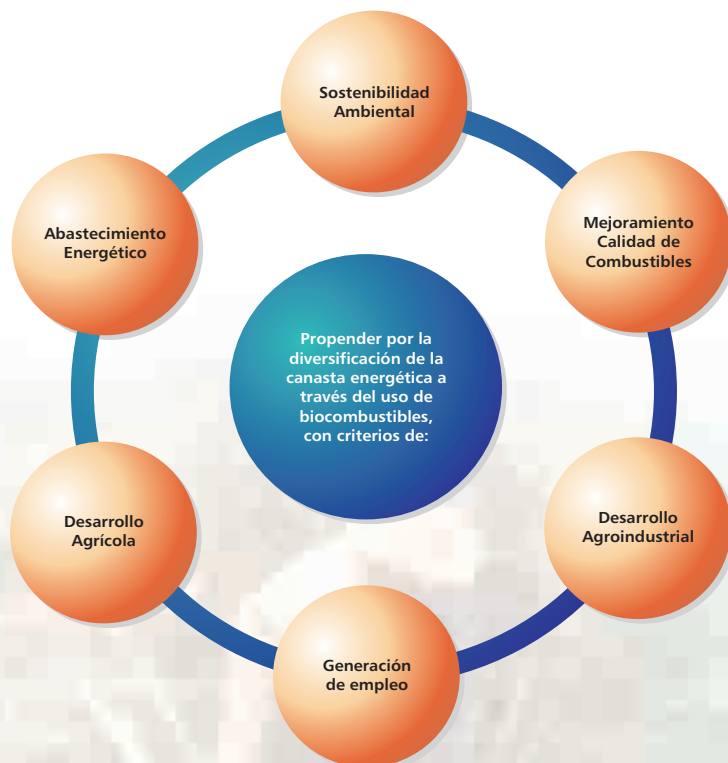 Sostenibilidad
Ambiental
Mejoramiento
Calidad de
Combustibles
Abastecimiento
Energético
Propender por la
diversificación de la
canasta energética a
través del uso de
biocombustibles,
con criterios de:
Desarrollo
Agrícola
Desarrollo
Agroindustrial
Generación
de empleo